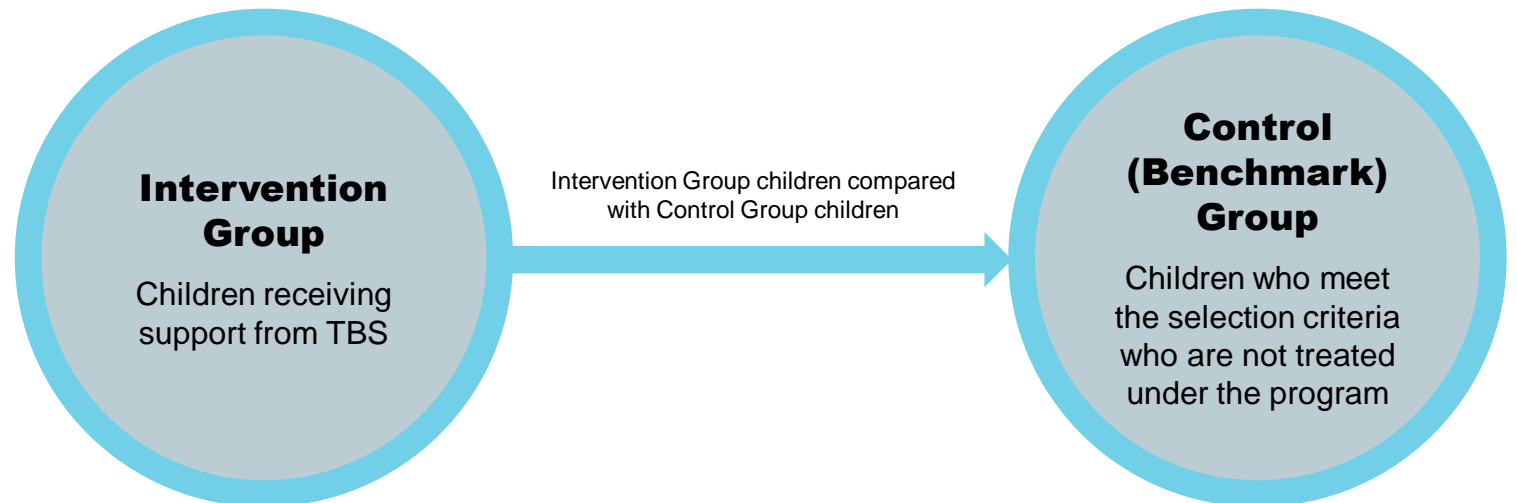 Intervention
Group
Children receiving
support from TBS
Intervention Group children compared
with Control Group children
Control
(Benchmark)
Group
Children who meet
the selection criteria
who are not treated
under the program